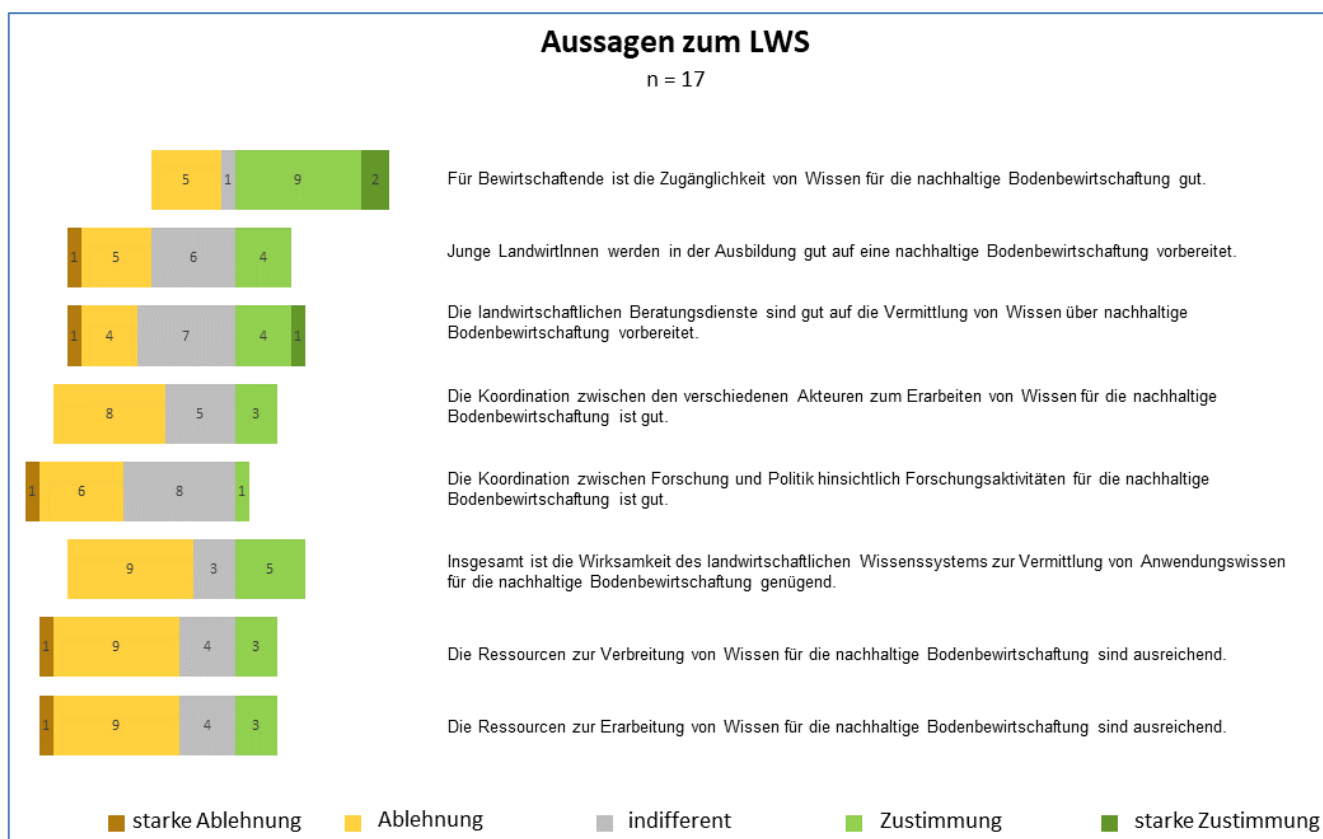 Aussagen zum LWS
n = 17
5 1 9 2 Für Bewirtschaftende ist die Zugänglichkeit von Wissen für die nachhaltige Bodenbewirtschaftung gut.
1 5 6 4 Junge LandwirtInnen werden in der Ausbildung gut auf eine nachhaltige Bodenbewirtschaftung vorbereitet.
1 4 7 4 1 Die landwirtschaftlichen Beratungsdienste sind gut auf die Vermittlung von Wissen über nachhaltige
Bodenbewirtschaftung vorbereitet.
8 5 3 Die Koordination zwischen den verschiedenen Akteuren zum Erarbeiten von Wissen für die nachhaltige
Bodenbewirtschaftung ist gut.
1 6 8 1 Die Koordination zwischen Forschung und Politik hinsichtlich Forschungsaktivitäten für die nachhaltige
Bodenbewirtschaftung ist gut.
9 3 5 Insgesamt ist die Wirksamkeit des landwirtschaftlichen Wissenssystems zur Vermittlung von Anwendungswissen
für die nachhaltige Bodenbewirtschaftung genügend.
1 9 4 3 Die Ressourcen zur Verbreitung von Wissen für die nachhaltige Bodenbewirtschaftung sind ausreichend.
1 9 4 3 Die Ressourcen zur Erarbeitung von Wissen für die nachhaltige Bodenbewirtschaftung sind ausreichend.
starke Ablehnung Ablehnung indifferent Zustimmung starke Zustimmung